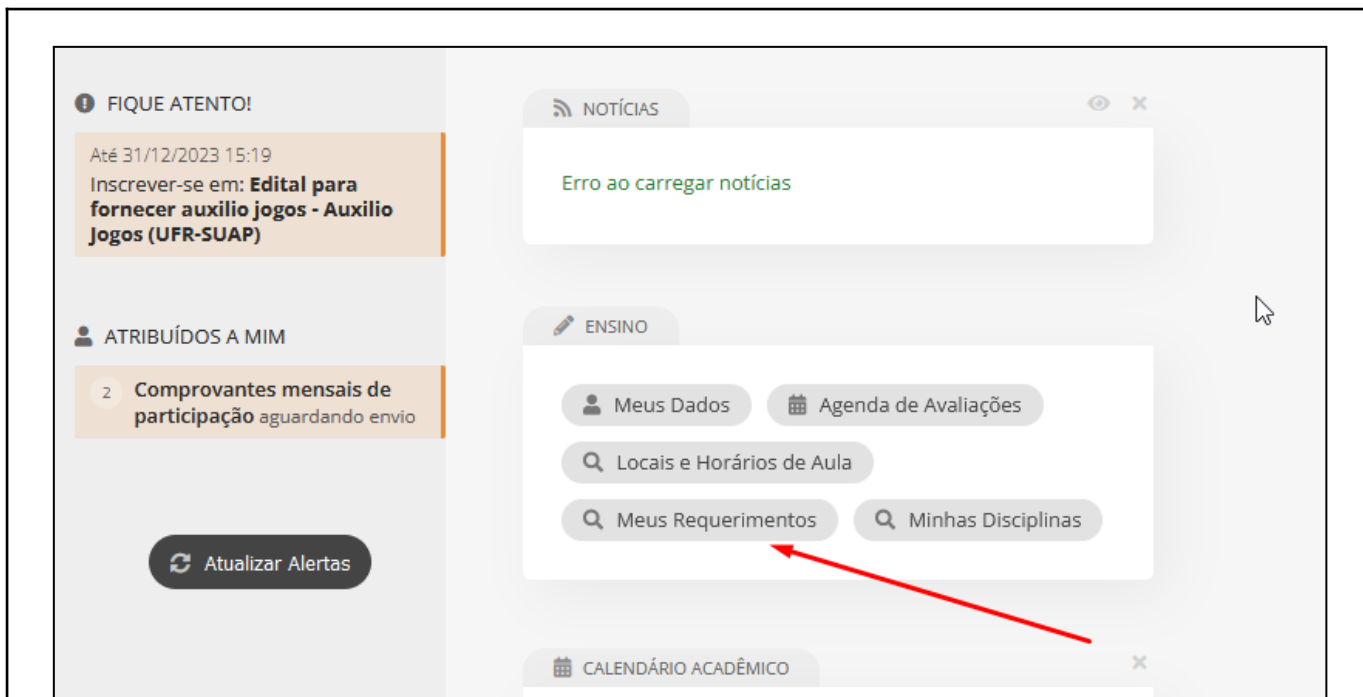 FIQUE ATENTO!
Até 31/12/2023 15:19
Inscrever-se em: Edital para
fornecer auxilio jogos - Auxilio
Jogos (UFR-SUAP)
ATRIBUÍDOS A MIM
2 Comprovantes mensais de
participação aguardando envio
Atualizar Alertas
NOTÍCIAS
Erro ao carregar notícias
ENSINO
Meus Dados Agenda de Avaliações
Locais e Horários de Aula
Meus Requerimentos Minhas Disciplinas
CALENDÁRIO ACADÊMICO